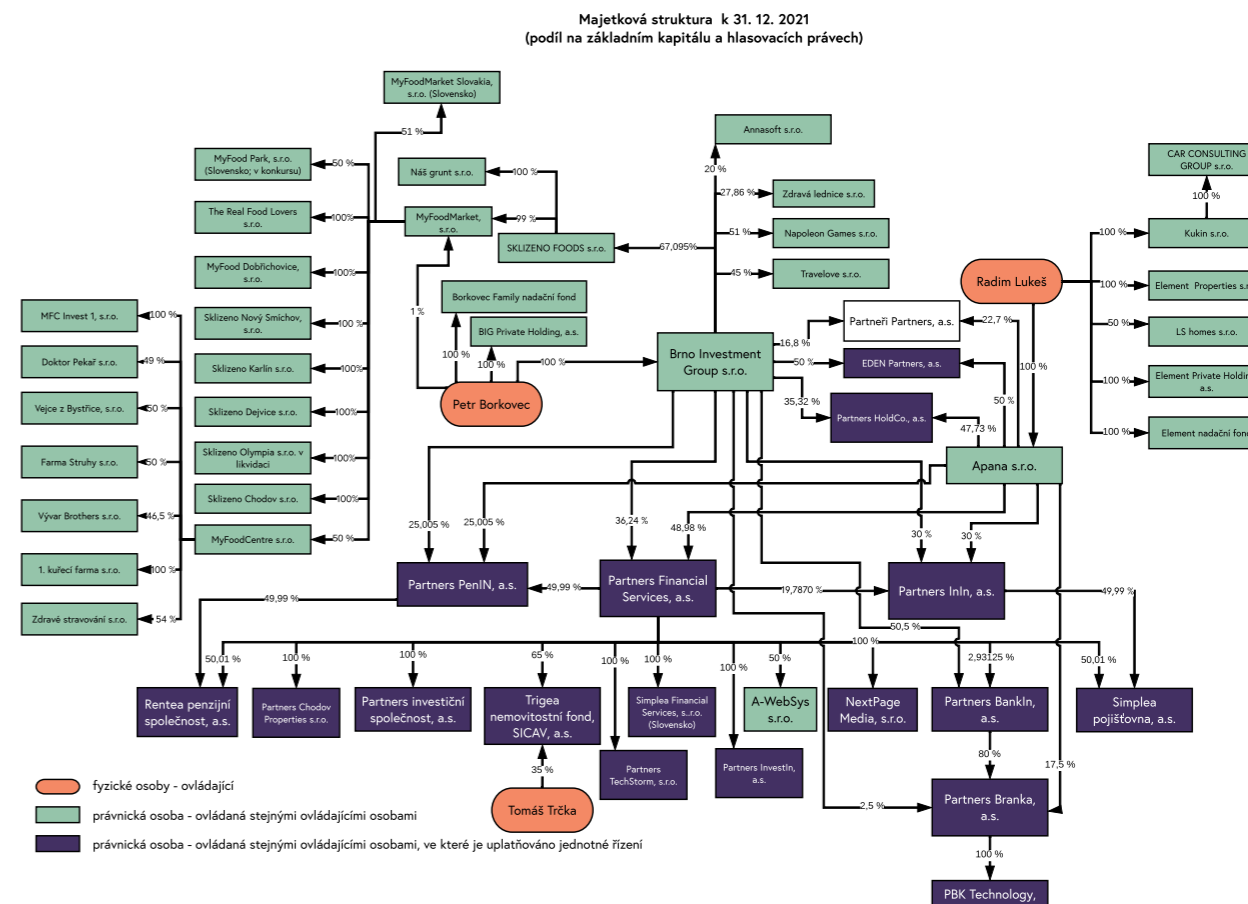 Majetková struktura k 31. 12. 2021
(podíl na základním kapitálu a hlasovacích právech)
MyFoodMarket Slovakia,
s.r.o. (Slovensko)
51 %
Annasoft s.r.o.
20 %
CAR CONSULTING
GROUP s.r.o.
100 %
MyFood Park, s.r.o.
(Slovensko; v konkursu)
50 %
Náš grunt s.r.o.
100 %
27,86 %
Zdravá lednice s.r.o.
The Real Food Lovers
s.r.o.
100%
MyFoodMarket,
s.r.o.
99 %
SKLIZENO FOODS s.r.o.
67,095%
51 %
Napoleon Games s.r.o.
100 %
Kukin s.r.o.
MyFood Dobřichovice,
s.r.o.
100%
45 %
Travelove s.r.o.
Radim Lukeš
100 %
Element Properties s.r.
MFC Invest 1, s.r.o.
100 %
Sklizeno Nový Smíchov,
s.r.o.
100 %
1 %
Borkovec Family nadační fond
100 %
BIG Private Holding, a.s.
100 %
Partneři Partners, a.s.
16,8 %
22,7 %
50 %
LS homes s.r.o.
Doktor Pekař s.r.o.
49 %
Sklizeno Karlín s.r.o.
100%
100 %
Brno Investment
Group s.r.o.
50 %
EDEN Partners, a.s.
100 %
100 %
Element Private Holding
a.s.
Vejce z Bystřice, s.r.o.
50 %
Sklizeno Dejvice s.r.o.
100%
Petr Borkovec
35,32 %
Partners HoldCo., a.s.
47,73 %
50 %
100 %
Element nadační fond
Farma Struhy s.r.o.
50 %
Sklizeno Olympia s.r.o. v
likvidaci
100%
Apana s.r.o.
Sklizeno Chodov s.r.o.
100%
Vývar Brothers s.r.o.
46,5 %
MyFoodCentre s.r.o.
50 %
25,005 %
25,005 %
36,24 %
48,98 %
30 %
30 %
1. kuřecí farma s.r.o.
100 %
Partners PenIN, a.s.
49,99 %
Partners Financial
Services, a.s.
19,7870 %
Partners InIn, a.s.
49,99 %
Zdravé stravování s.r.o.
54 %
49,99 %
50,5 %
50,01 %
100 %
100 %
65 %
100 %
100 %
100 %
50 %
100 %
2,93125 %
50,01 %
Rentea penzijní
společnost, a.s.
Partners Chodov
Properties s.r.o.
Partners investiční
společnost, a.s.
Trigea
nemovitostní fond,
SICAV, a.s.
Simplea Financial
Services, s..r.o.
(Slovensko)
A-WebSys
s.r.o.
NextPage
Media, s.r.o.
Partners BankIn,
a.s.
Simplea
pojišťovna, a.s.
35 %
Partners
TechStorm, s.r.o.
Partners InvestIn,
a.s.
80 %
17,5 %
Tomáš Trčka
2,5 %
Partners Branka,
a.s.
100 %
PBK Technology,
fyzické osoby - ovládající
právnická osoba - ovládaná stejnými ovládajícími osobami
právnická osoba - ovládaná stejnými ovládajícími osobami, ve které je uplatňováno jednotné řízení